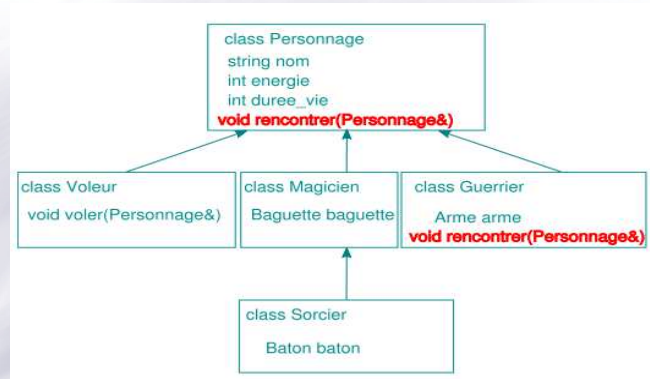 class Personnage
string nom
int energie
int duree_vie
void rencontrer(Personnage&)
class Voleur
void voler(Personnage&)
class Magicien
Baguette baguette
class Guerrier
Arme arme
void rencontrer(Personnage&)
class Sorcier
Baton baton